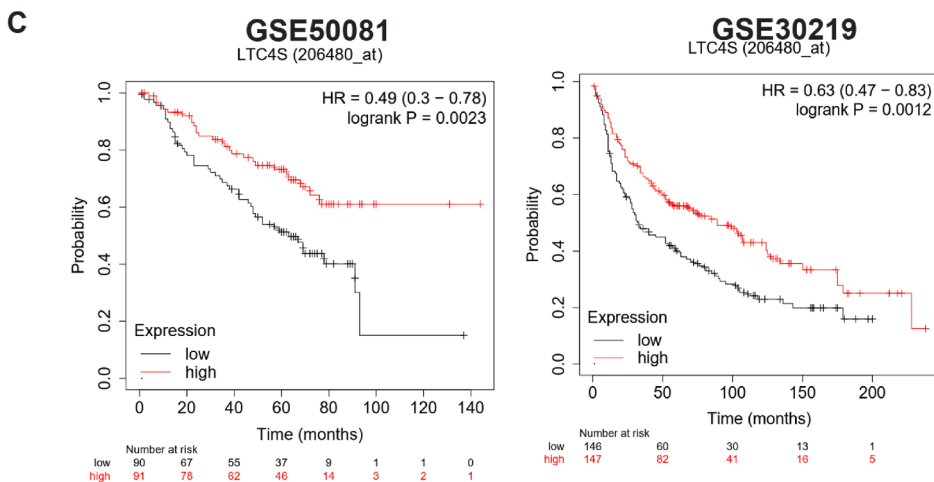 C
GSE50081
LTC4S (206480_at)
HR = 0.49 (0.3 − 0.78)
logrank P = 0.0023
Probability
1.0
0.8
0.6
0.4
0.2
0.0
Expression
low
high
0 20 40 60 80 100 120 140
Time (months)
Number at risk
low 90 67 55 37 9 1 1 0
high 91 78 62 46 14 3 2 1
GSE30219
LTC4S (206480_at)
HR = 0.63 (0.47 − 0.83)
logrank P = 0.0012
Probability
1.0
0.8
0.6
0.4
0.2
0.0
Expression
low
high
0 50 100 150 200
Time (months)
Number at risk
low 146 60 30 13 1
high 147 82 41 16 5